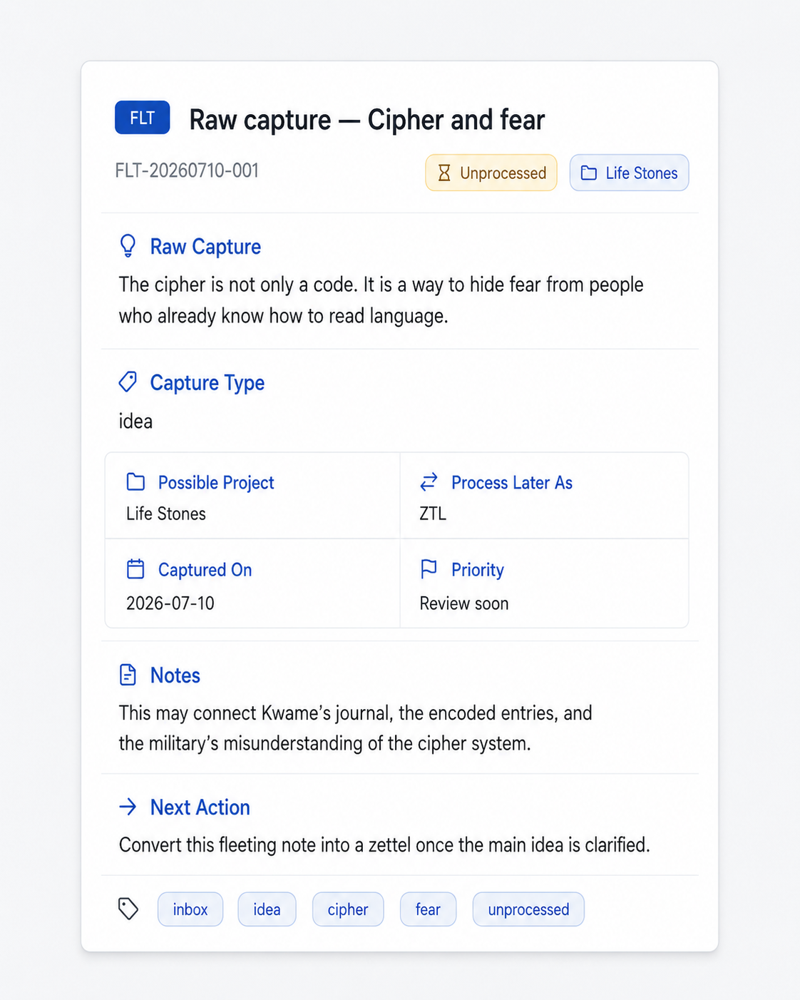 FLT
Raw capture — Cipher and fear
FLT-20260710-001
Unprocessed
Life Stones
Raw Capture
The cipher is not only a code. It is a way to hide fear from people
who already know how to read language.
Capture Type
idea
Possible Project
Life Stones
Process Later As
ZTL
Captured On
2026-07-10
Priority
Review soon
Notes
This may connect Kwame’s journal, the encoded entries, and
the military’s misunderstanding of the cipher system.
Next Action
Convert this fleeting note into a zettel once the main idea is clarified.
inbox
idea
cipher
fear
unprocessed